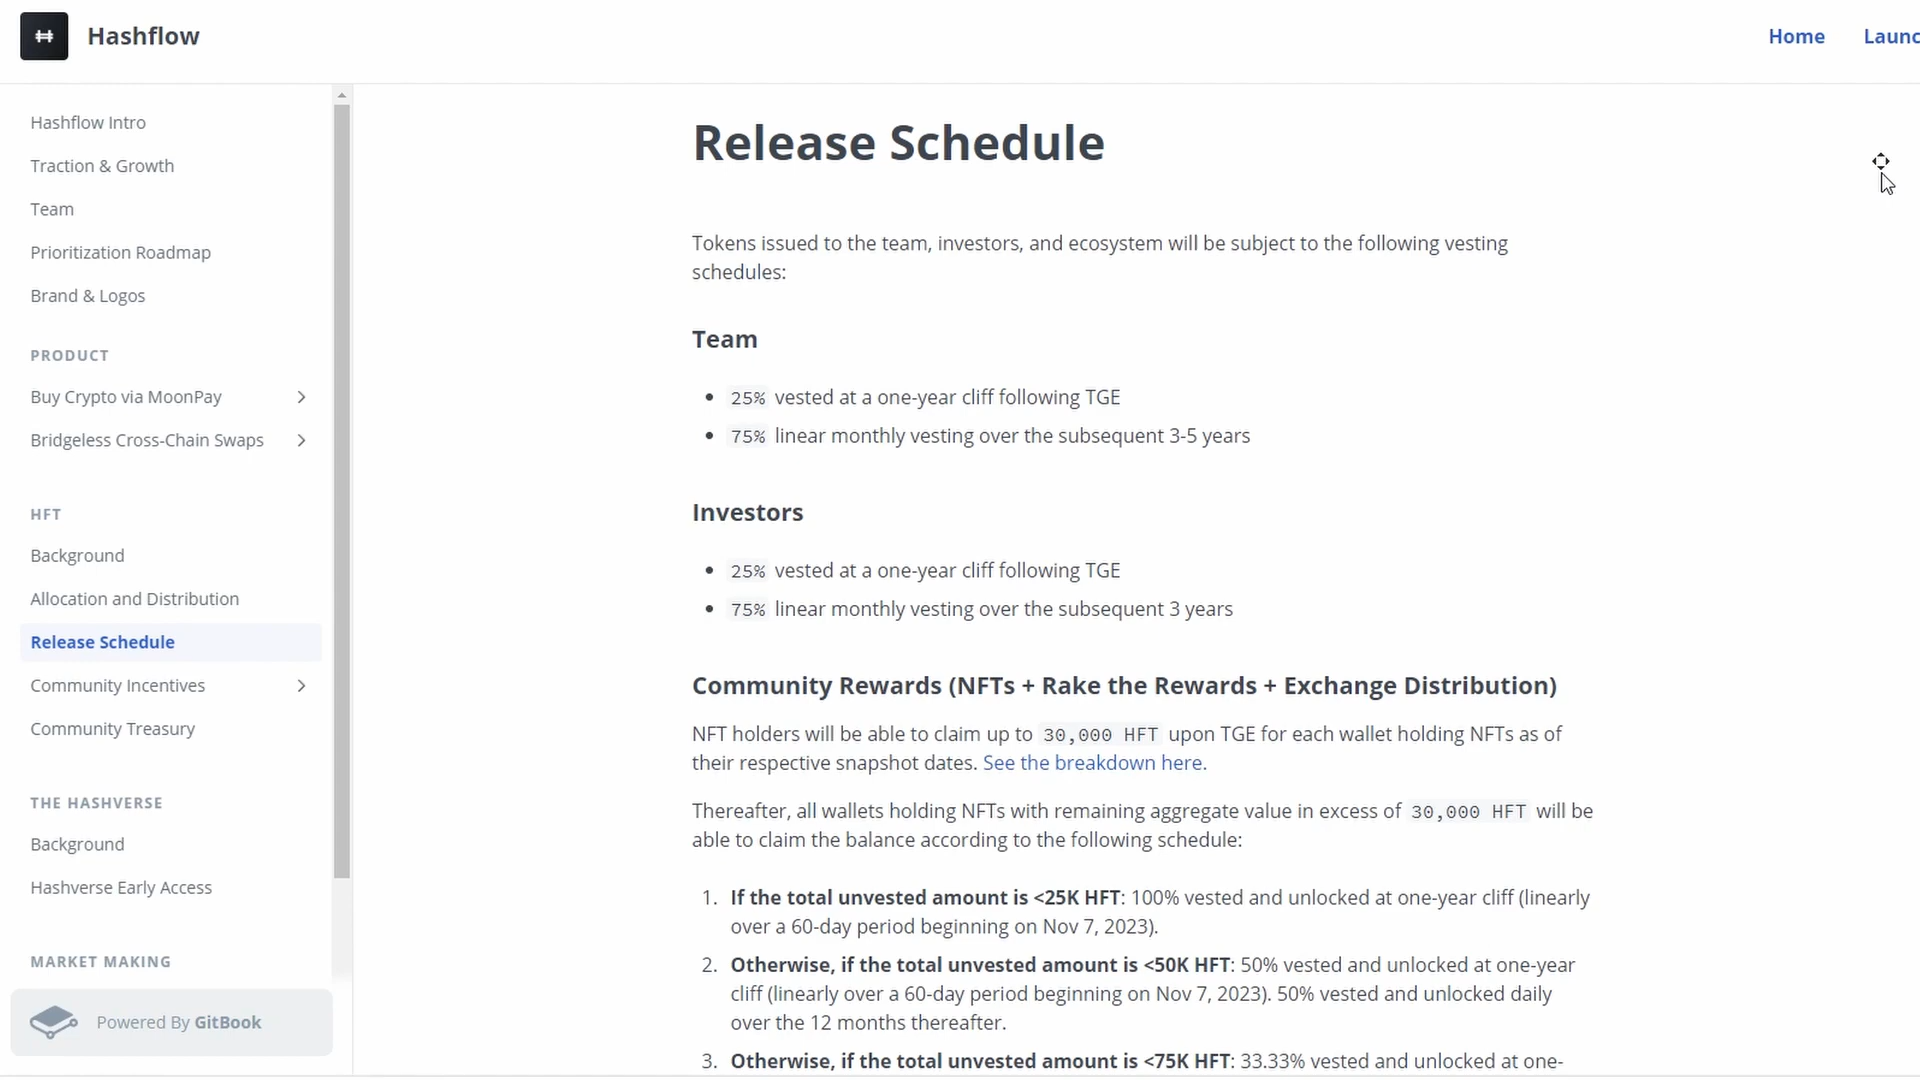 Hashflow
Home
Launc
Hashflow Intro
Traction & Growth
Team
Prioritization Roadmap
Brand & Logos
PRODUCT
Buy Crypto via MoonPay
Bridgeless Cross-Chain Swaps
HFT
Background
Allocation and Distribution
Release Schedule
Community Incentives
Community Treasury
THE HASHVERSE
Background
Hashverse Early Access
MARKET MAKING
Powered By GitBook
Release Schedule
Tokens issued to the team, investors, and ecosystem will be subject to the following vesting
schedules:
Team
• 25% vested at a one-year cliff following TGE
• 75% linear monthly vesting over the subsequent 3-5 years
Investors
• 25% vested at a one-year cliff following TGE
• 75% linear monthly vesting over the subsequent 3 years
Community Rewards (NFTs + Rake the Rewards + Exchange Distribution)
NFT holders will be able to claim up to 30,000 HFT upon TGE for each wallet holding NFTs as of
their respective snapshot dates. See the breakdown here.
Thereafter, all wallets holding NFTs with remaining aggregate value in excess of 30,000 HFT will be
able to claim the balance according to the following schedule:
1. If the total unvested amount is <25K HFT: 100% vested and unlocked at one-year cliff (linearly
over a 60-day period beginning on Nov 7, 2023).
2. Otherwise, if the total unvested amount is <50K HFT: 50% vested and unlocked at one-year
cliff (linearly over a 60-day period beginning on Nov 7, 2023). 50% vested and unlocked daily
over the 12 months thereafter.
3. Otherwise, if the total unvested amount is <75K HFT: 33.33% vested and unlocked at one-